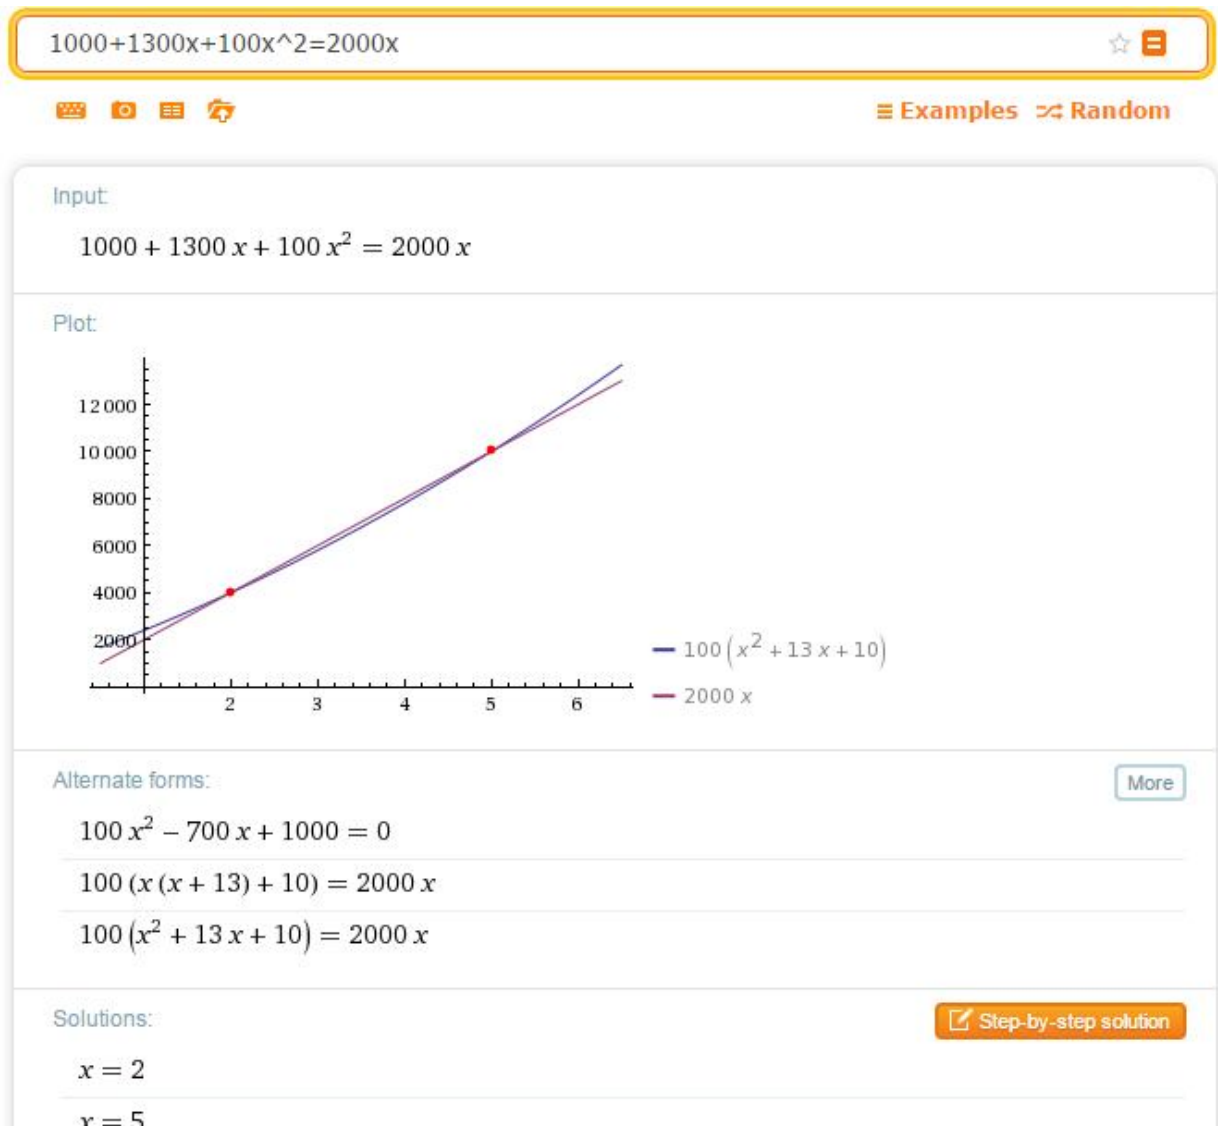 1000+1300x+100x^2=2000x
Examples Random
Input:
1000 + 1300 x + 100 x² = 2000 x
Plot:
12 000
10 000
8000
6000
4000
2000
2 3 4 5 6
100 (x² + 13 x + 10)
2000 x
Alternate forms:
More
100 x² − 700 x + 1000 = 0
100 (x (x + 13) + 10) = 2000 x
100 (x² + 13 x + 10) = 2000 x
Solutions:
Step-by-step solution
x = 2
x = 5